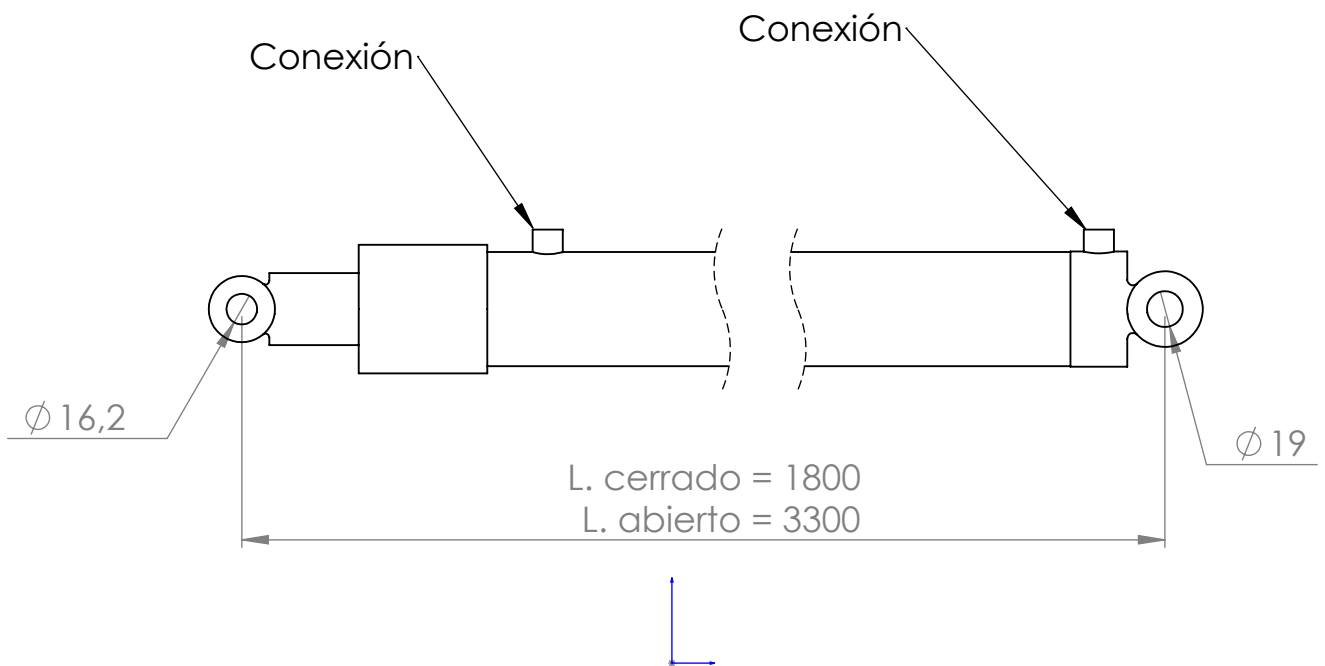 Conexión
Conexión
∅ 16,2
∅ 19
L. cerrado = 1800
L. abierto = 3300